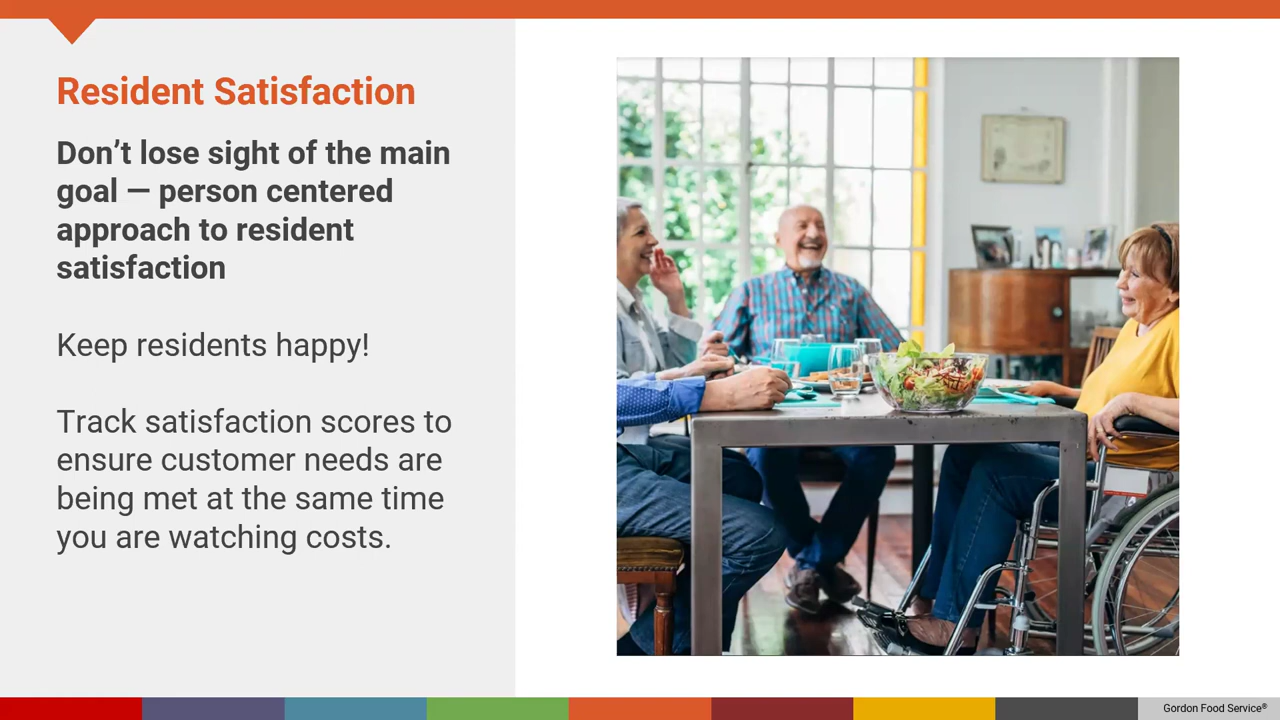 Resident Satisfaction
Don’t lose sight of the main
goal — person centered
approach to resident
satisfaction
Keep residents happy!
Track satisfaction scores to
ensure customer needs are
being met at the same time
you are watching costs.
Gordon Food Service®